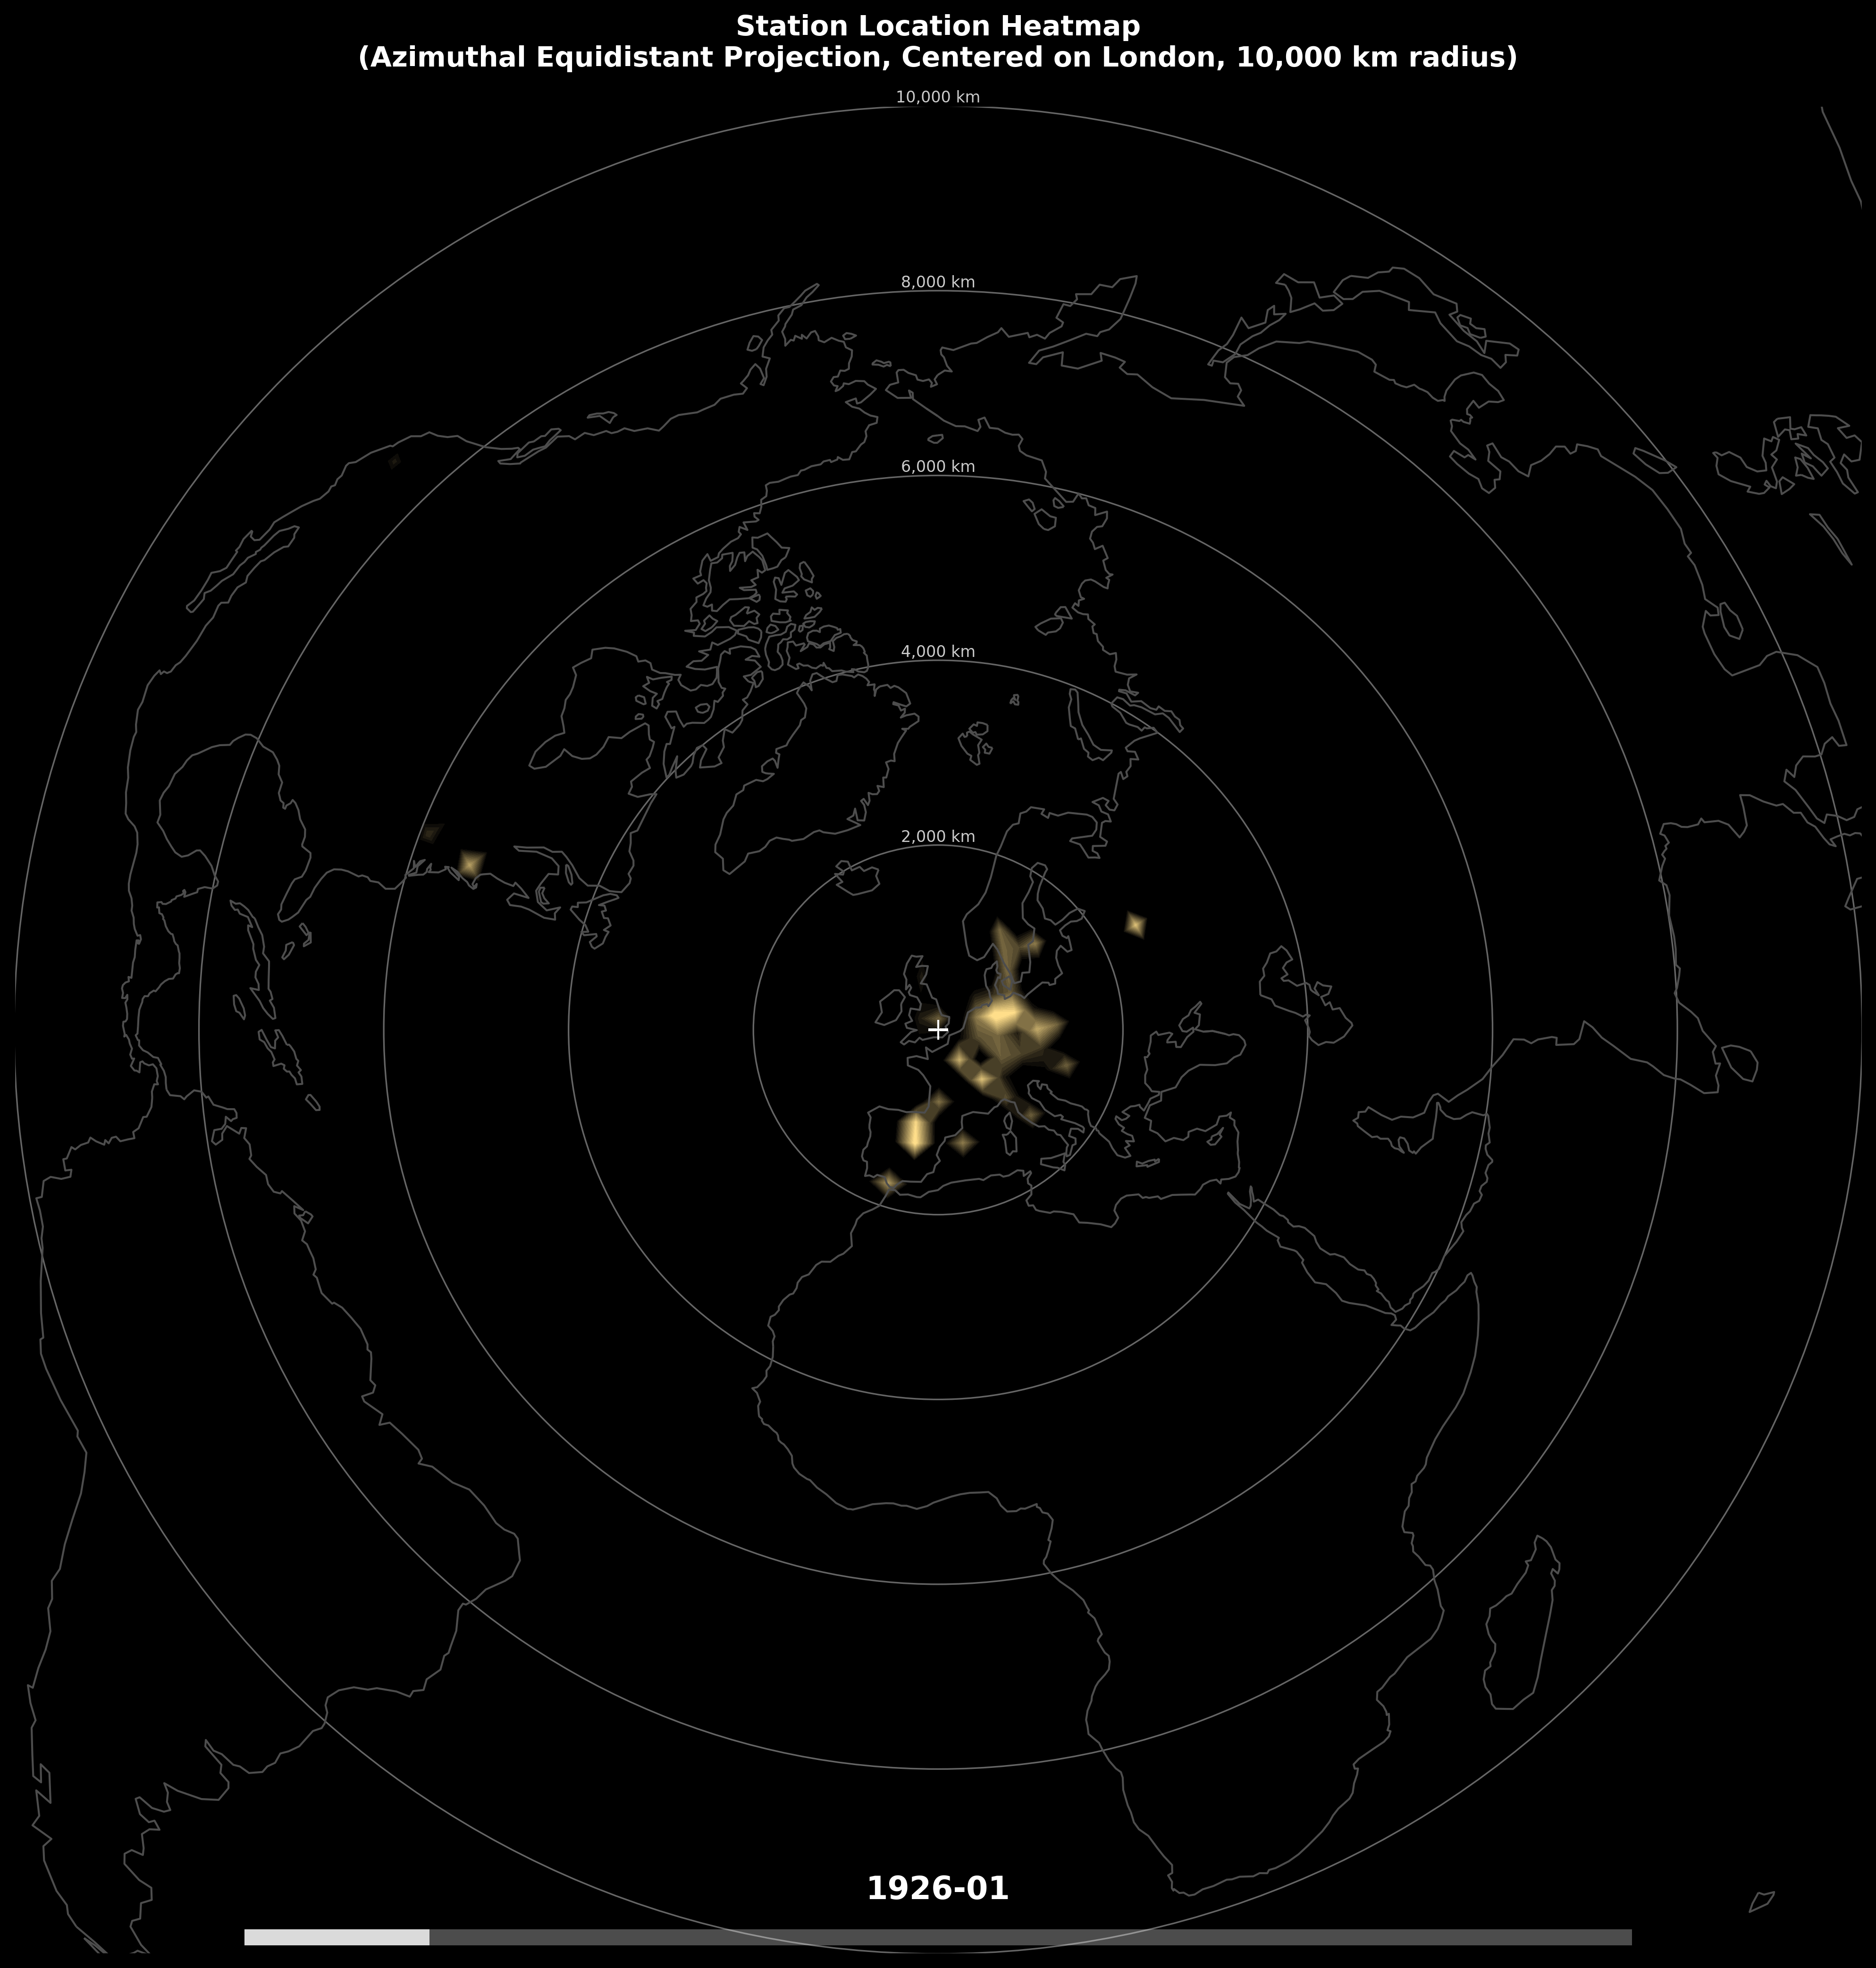 Station Location Heatmap
(Azimuthal Equidistant Projection, Centered on London, 10,000 km radius)
10,000 km
8,000 km
6,000 km
4,000 km
2,000 km
1926-01